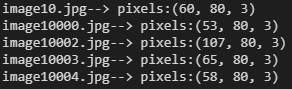 image10.jpg--> pixels:(60, 80, 3)
image10000.jpg--> pixels:(53, 80, 3)
image10002.jpg--> pixels:(107, 80, 3)
image10003.jpg--> pixels:(65, 80, 3)
image10004.jpg--> pixels:(58, 80, 3)